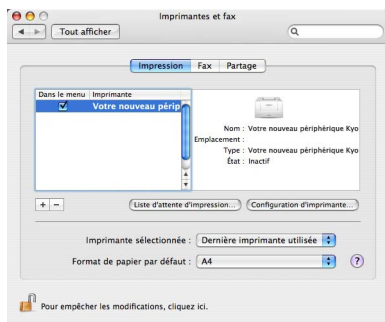 Imprimantes et fax
Tout afficher
Impression Fax Partage
Dans le menu Imprimante
Votre nouveau périp
Nom : Votre nouveau périphérique Kyo
Emplacement :
Type : Votre nouveau périphérique Kyo
État : Inactif
+ −
Liste d'attente d'impression... Configuration d'imprimante...
Imprimante sélectionnée : Dernière imprimante utilisée
Format de papier par défaut : A4 ?
Pour empêcher les modifications, cliquez ici.